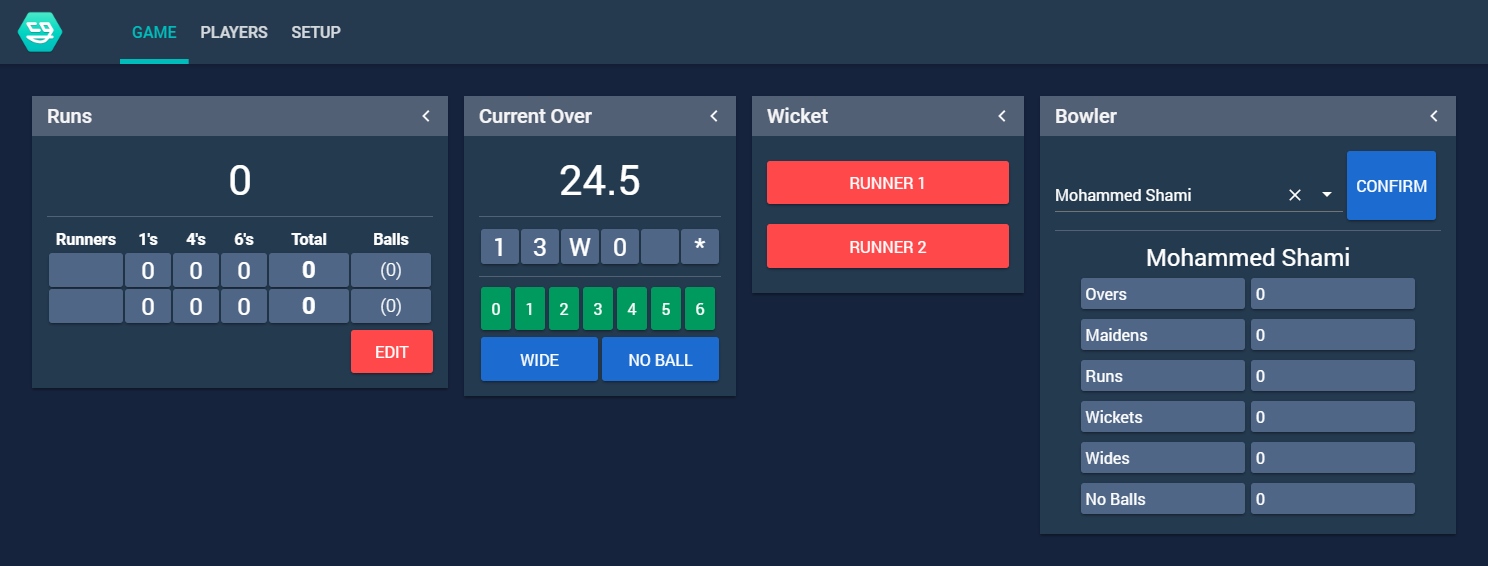 GAME PLAYERS SETUP
Runs
0
Runners 1's 4's 6's Total Balls
0 0 0 0 (0)
0 0 0 0 (0)
EDIT
Current Over
24.5
1 3 W 0 *
0 1 2 3 4 5 6
WIDE NO BALL
Wicket
RUNNER 1
RUNNER 2
Bowler
Mohammed Shami
CONFIRM
Mohammed Shami
Overs 0
Maidens 0
Runs 0
Wickets 0
Wides 0
No Balls 0